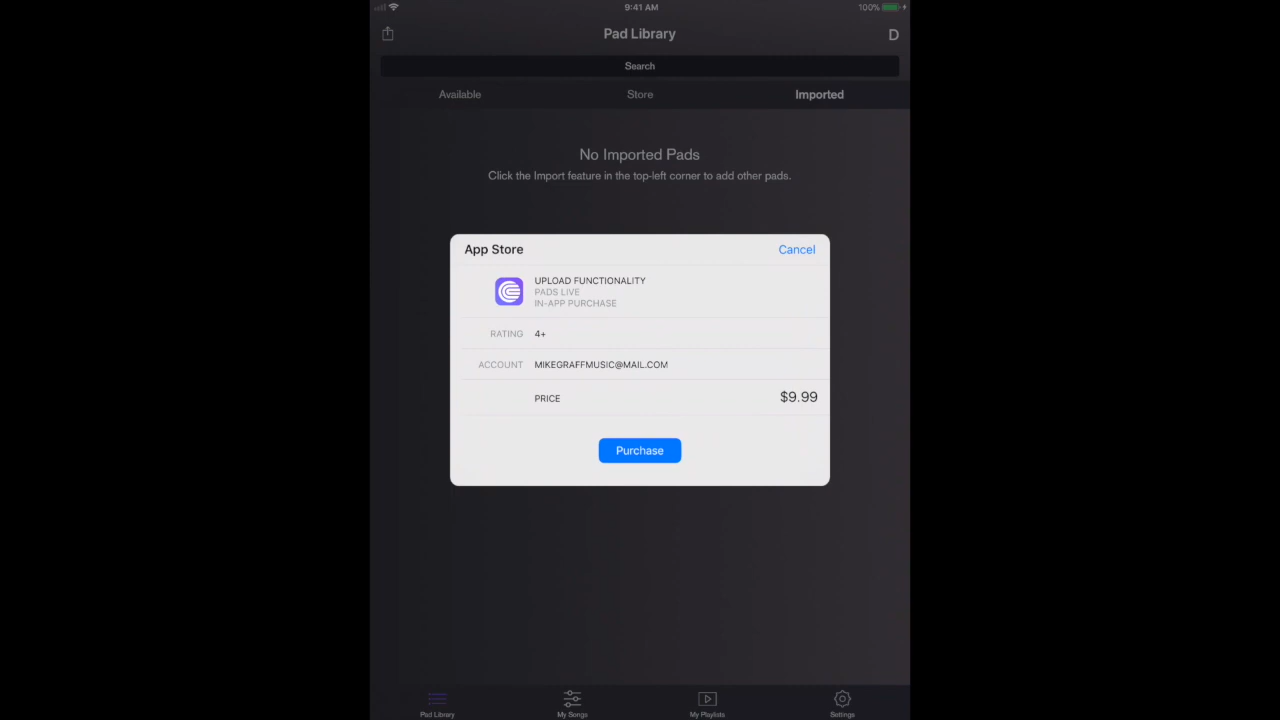 9:41 AM
100%
Pad Library
D
Search
Available
Store
Imported
No Imported Pads
Click the Import feature in the top-left corner to add other pads.
App Store
Cancel
UPLOAD FUNCTIONALITY
PADS LIVE
IN-APP PURCHASE
RATING 4+
ACCOUNT MIKEGRAFFMUSIC@MAIL.COM
PRICE $9.99
Purchase
Pad Library
My Songs
My Playlists
Settings